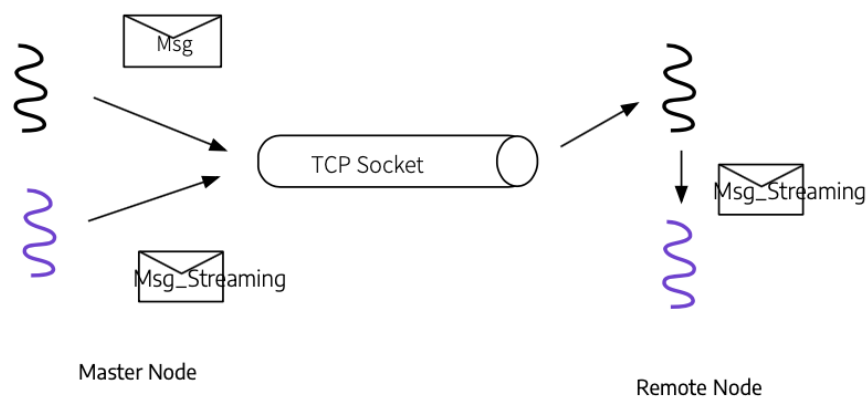 Msg
TCP Socket
Msg_Streaming
Msg_Streaming
Master Node
Remote Node